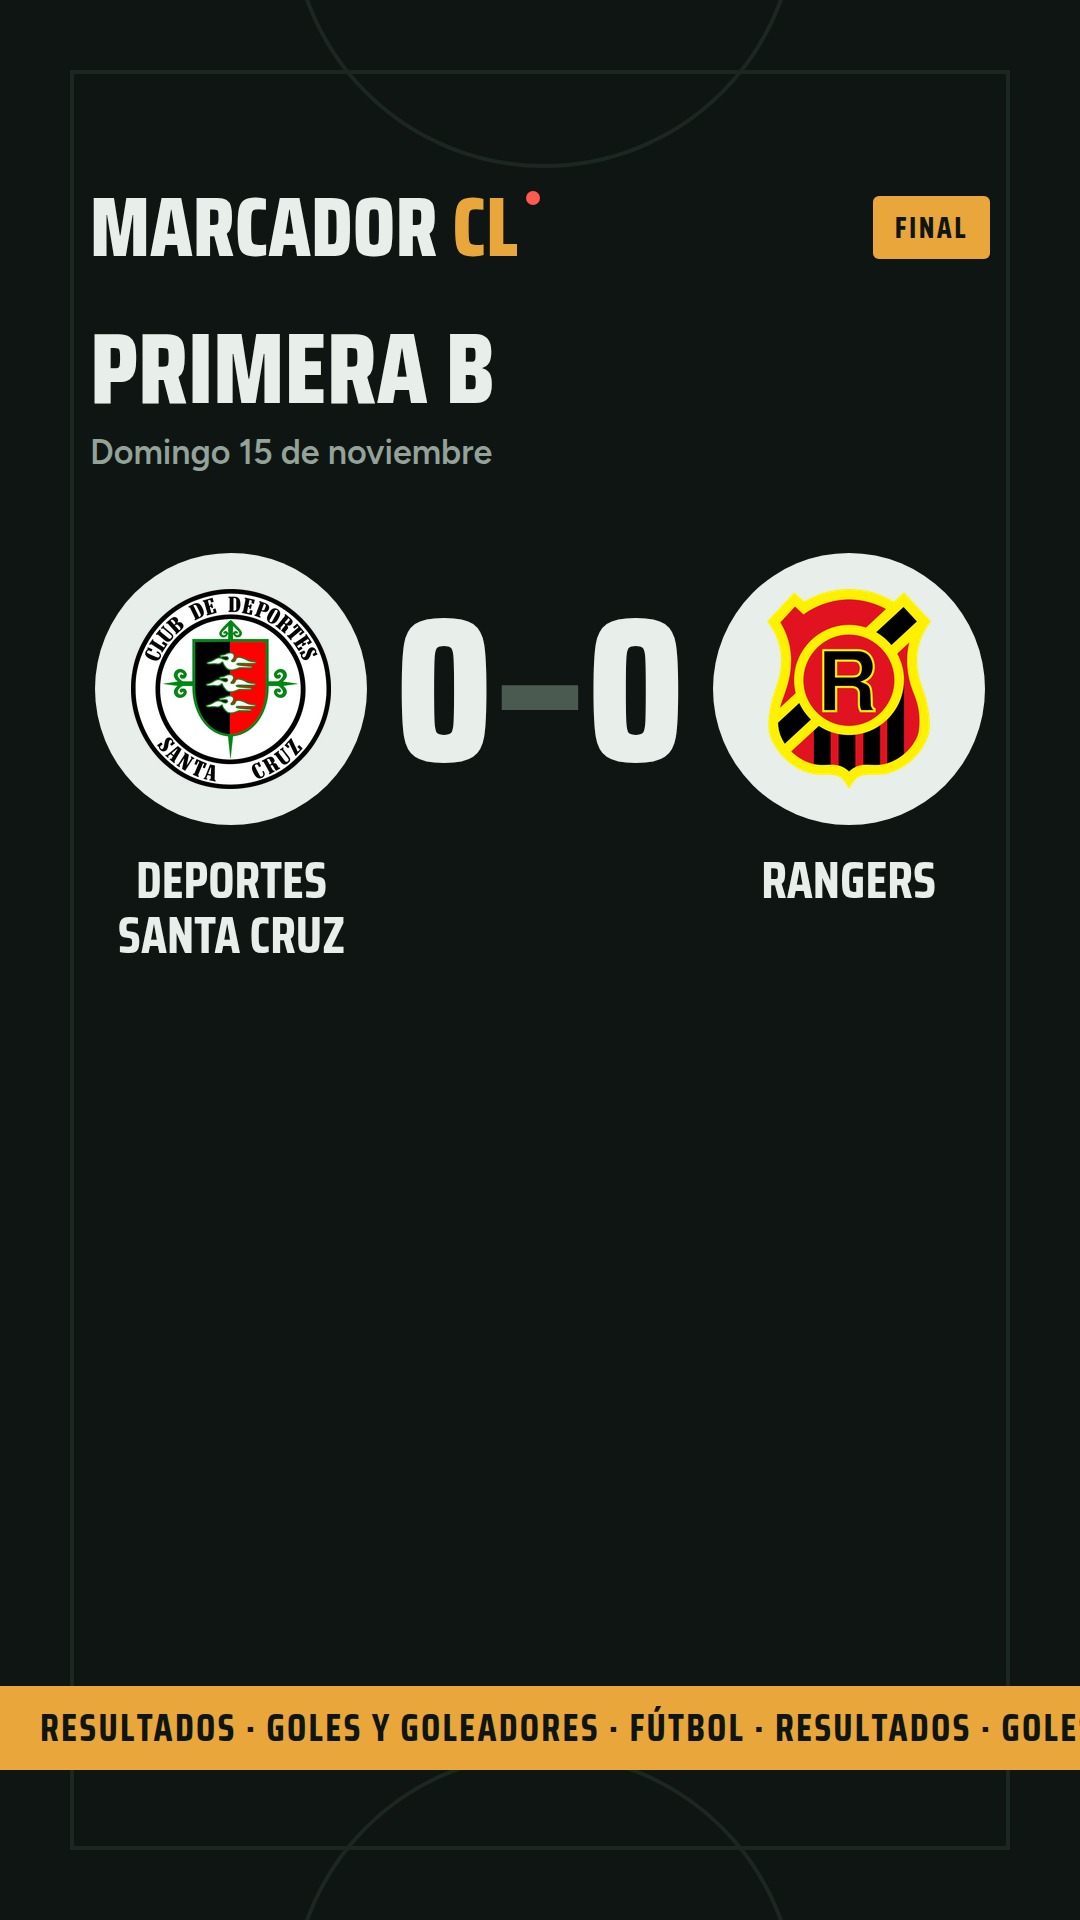 MARCADOR CL
FINAL
PRIMERA B
Domingo 15 de noviembre
CLUB DE DEPORTES
SANTA CRUZ
0–0
R
DEPORTES
SANTA CRUZ
RANGERS
RESULTADOS · GOLES Y GOLEADORES · FÚTBOL · RESULTADOS · GOLES